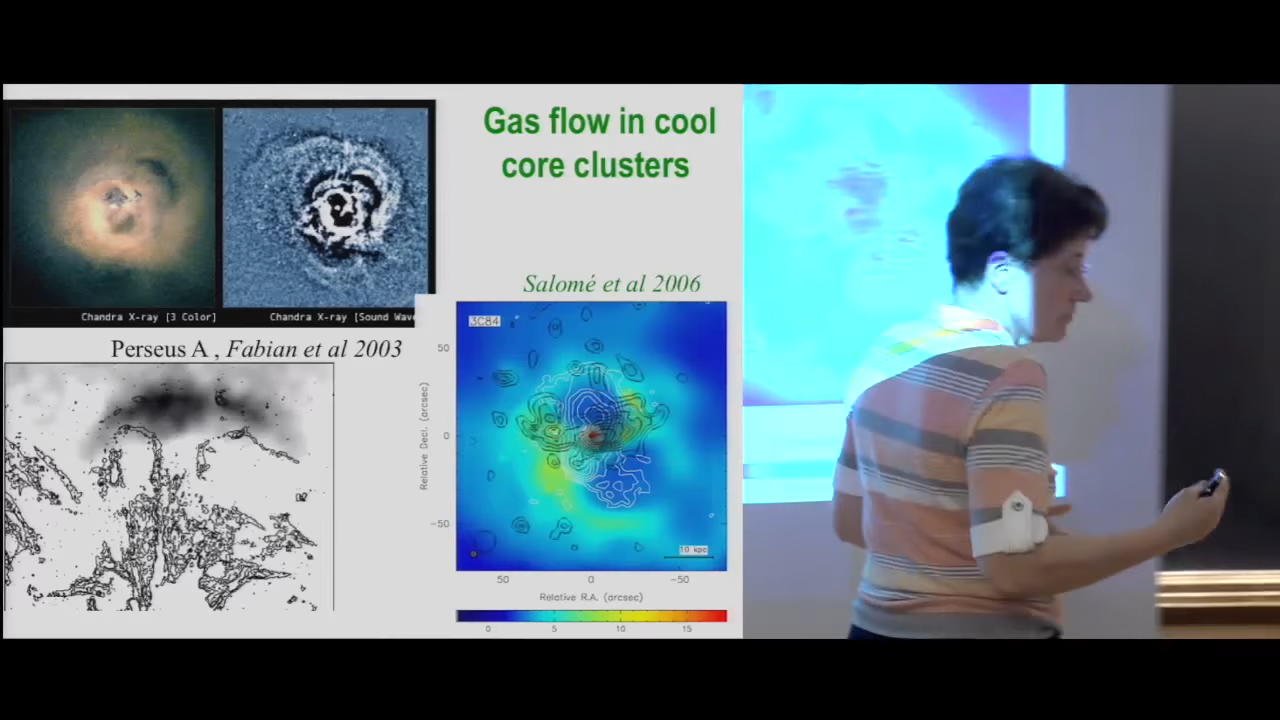 Gas flow in cool
core clusters
Chandra X-ray [3 Color]
Chandra X-ray [Sound Wave
Perseus A , Fabian et al 2003
Salomé et al 2006
3C84
50
0
−50
Relative Decl. (arcsec)
10 kpc
50 0 −50
Relative R.A. (arcsec)
0 5 10 15